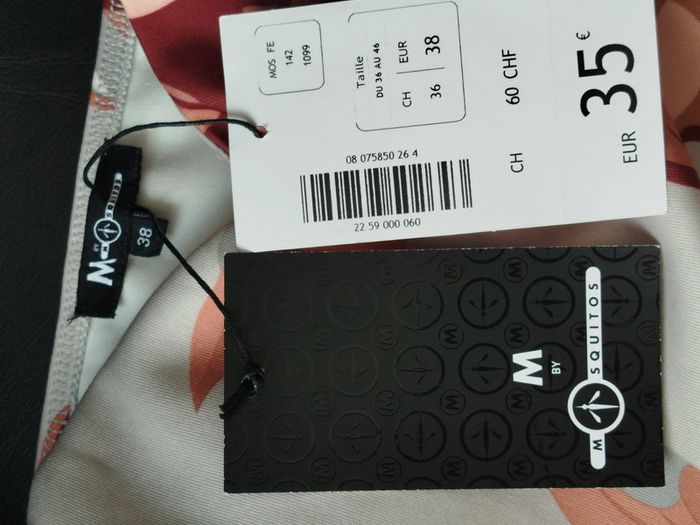 MOS FE
142
1099
Taille
DU 36 AU 46
CH
EUR
36
38
08 075850 26 4
22 59 000 060
CH
60 CHF
EUR
35 €
M
BY
M SQUITOS
M
BY
M SQUITOS
38